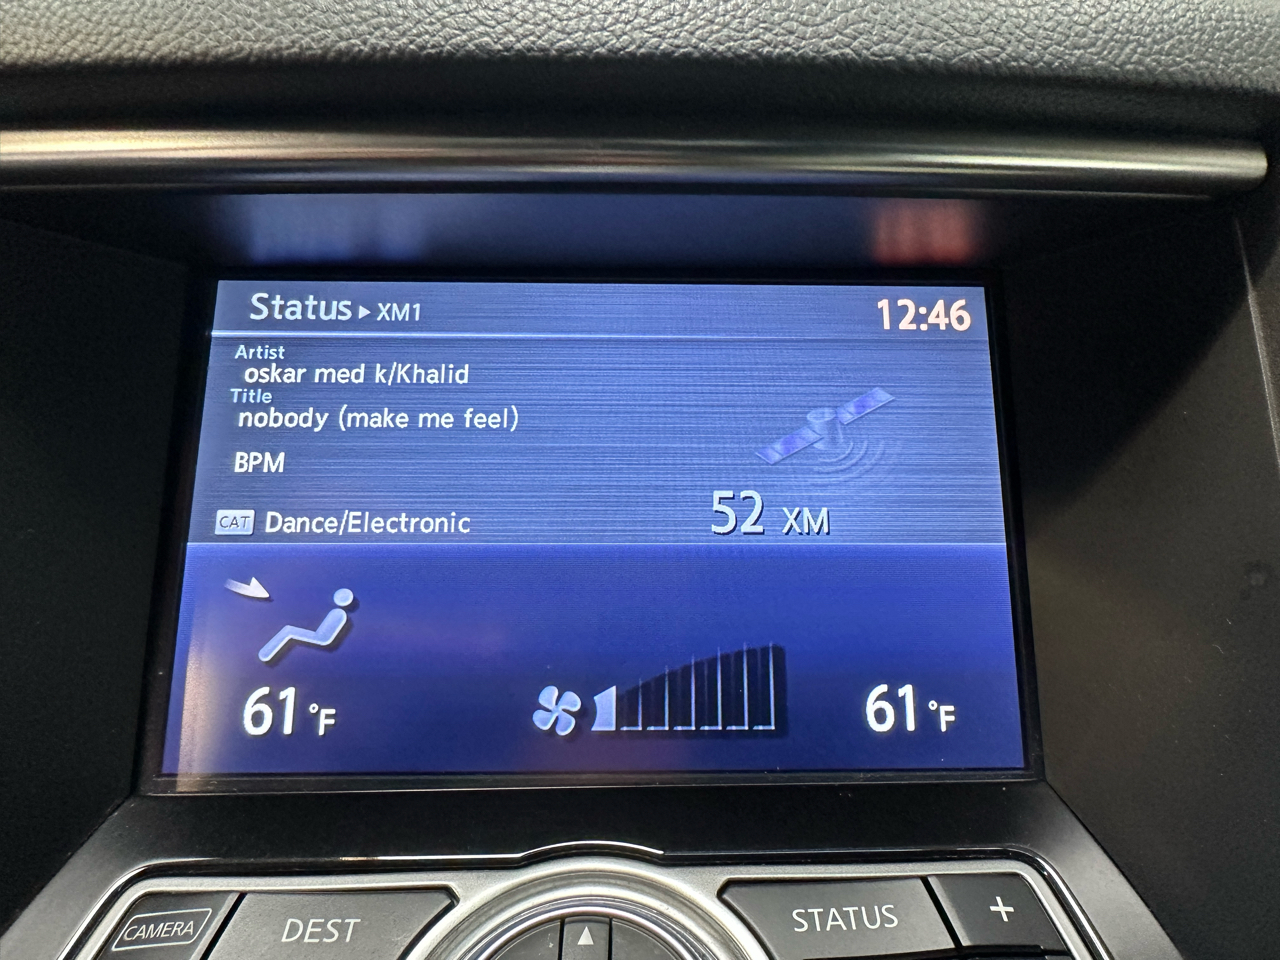 Status ▸ XM1
12:46
Artist
oskar med k/Khalid
Title
nobody (make me feel)
BPM
CAT Dance/Electronic
52 XM
61 °F
61 °F
CAMERA
DEST
STATUS
+